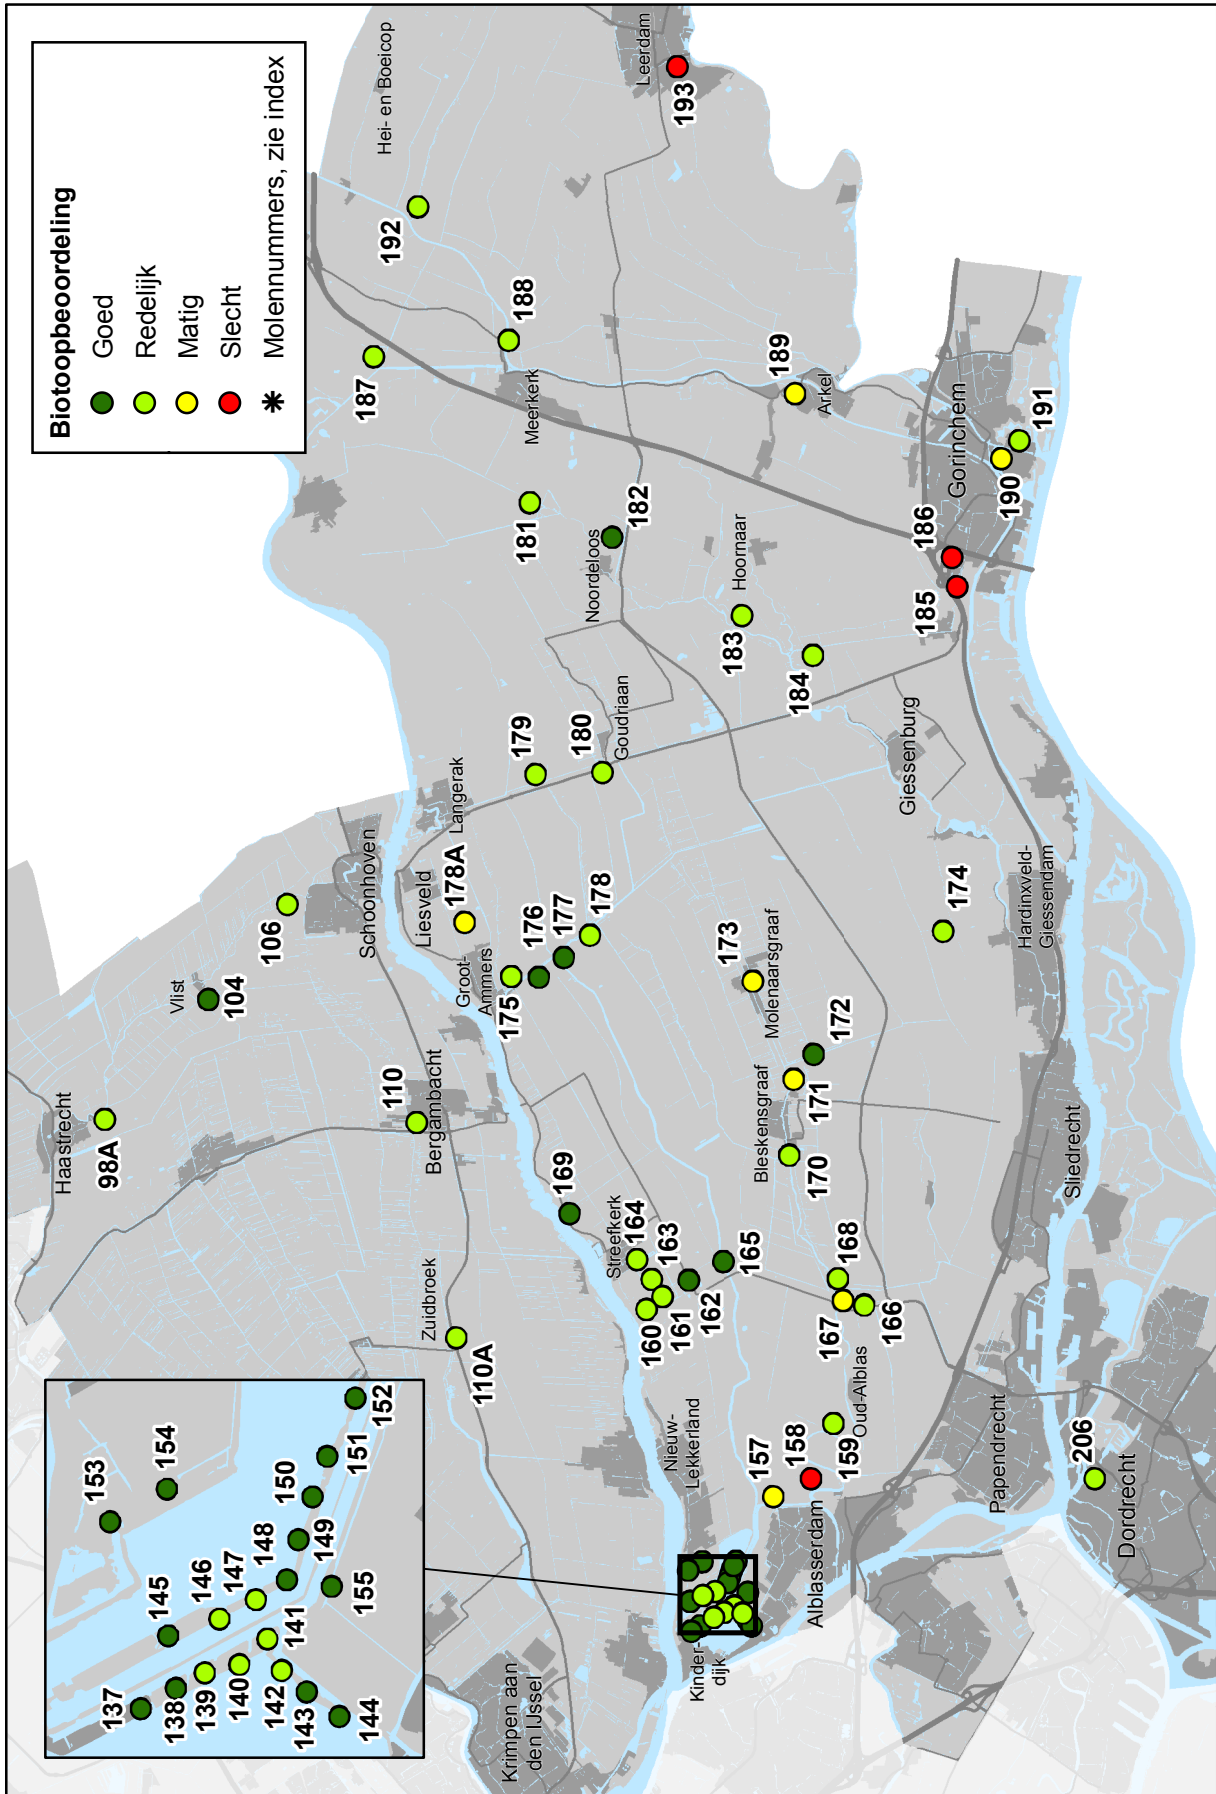 Biotoopbeoordeling
Goed
Redelijk
Matig
Slecht
Molennummers, zie index
153
154
145
146
147
148
150
151
152
149
155
137
138
139
140
141
142
143
144
Haastrecht
98A
Vlist
104
106
Schoonhoven
110
Bergambacht
Zuidbroek
110A
Krimpen aan
den IJssel
Hei- en Boeicop
192
Leerdam
193
187
188
Meerkerk
181
Noordeloos
182
189
Arkel
Hoornaar
183
184
186
185
Gorinchem
190
191
Langerak
Liesveld
178A
179
180
Goudriaan
Groot-
Ammers
175
176
177
178
Giessenburg
174
Hardinxveld-
Giessendam
173
Molenaarsgraaf
172
171
Bleskensgraaf
170
169
Streefkerk
164
163
160
161
162
165
168
167
166
Sliedrecht
Nieuw-
Lekkerland
Oud-Alblas
157
158
159
Kinder-
dijk
Alblasserdam
Papendrecht
206
Dordrecht